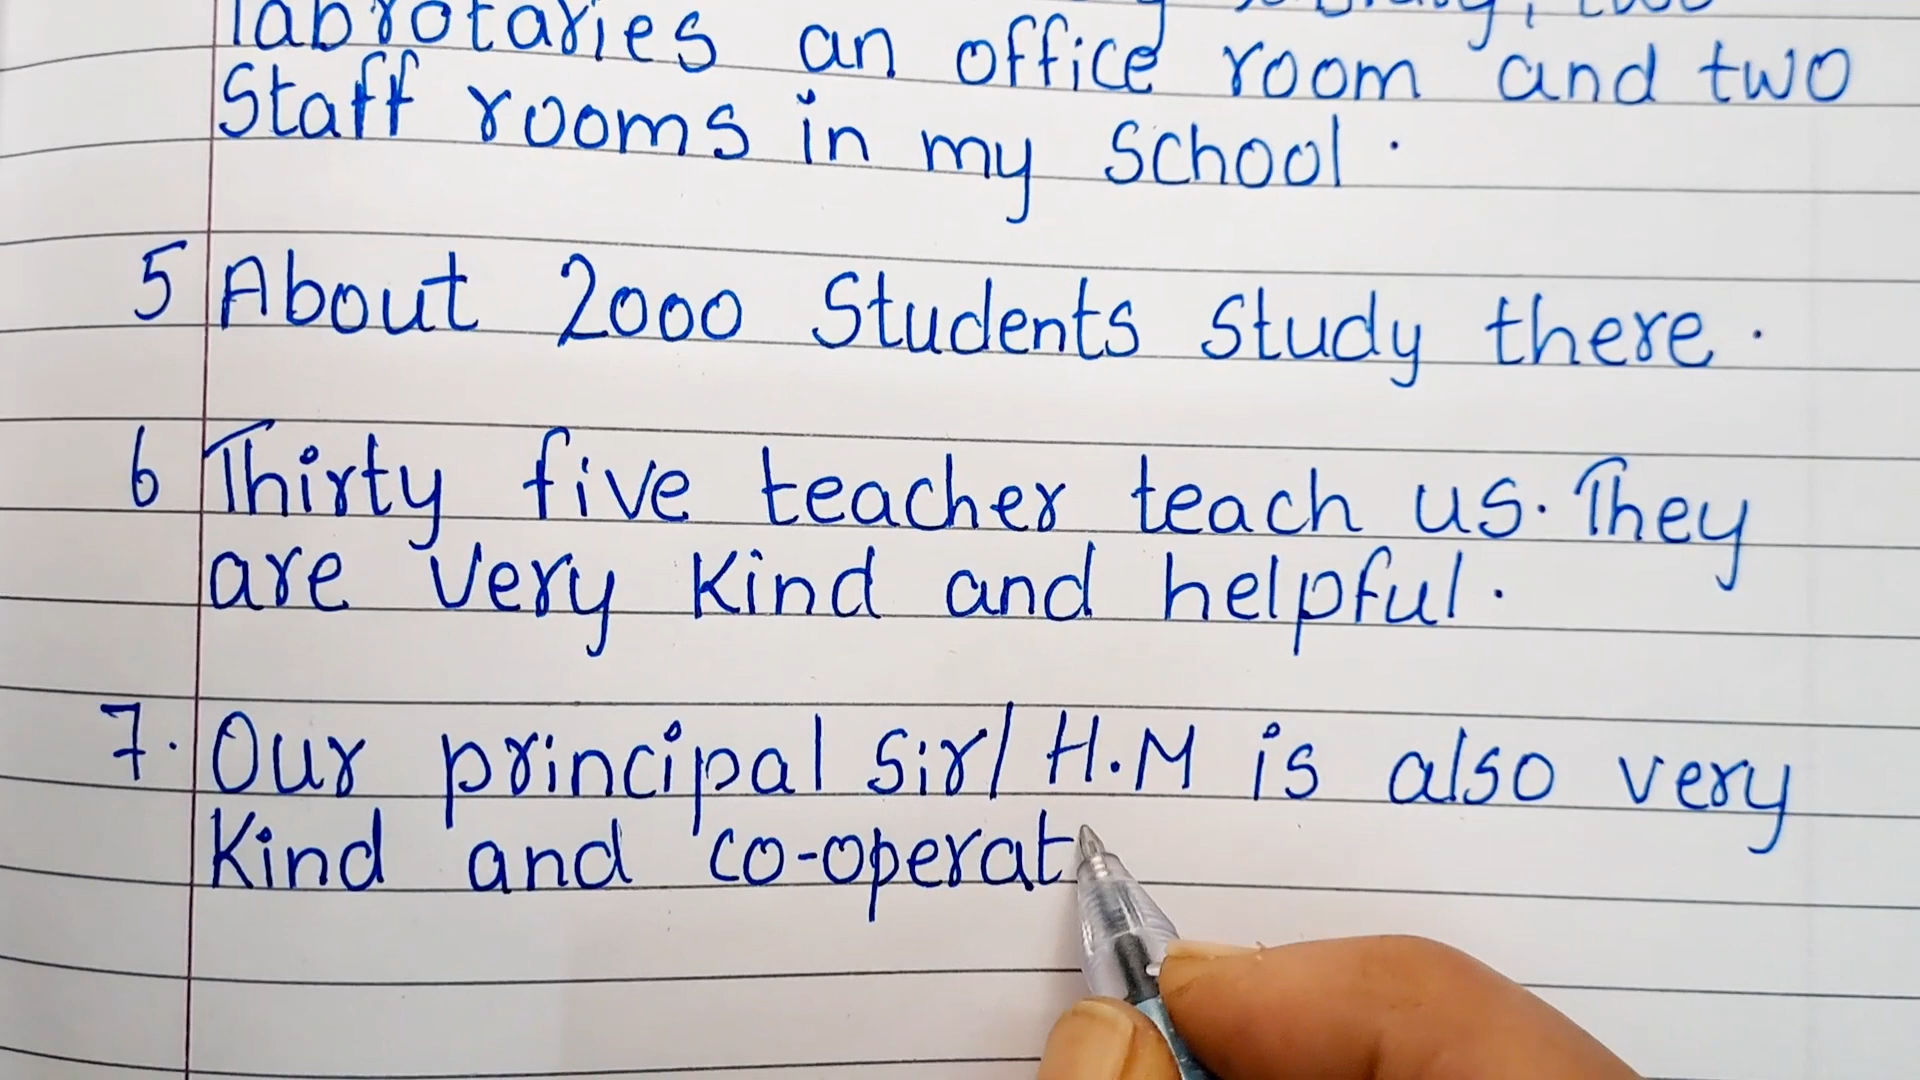 labrotaries an office room and two
Staff rooms in my school.
5 About 2000 Students study there.
6 Thirty five teacher teach us. They
are very kind and helpful.
7. Our principal Sir/ H.M is also very
Kind and co-operat